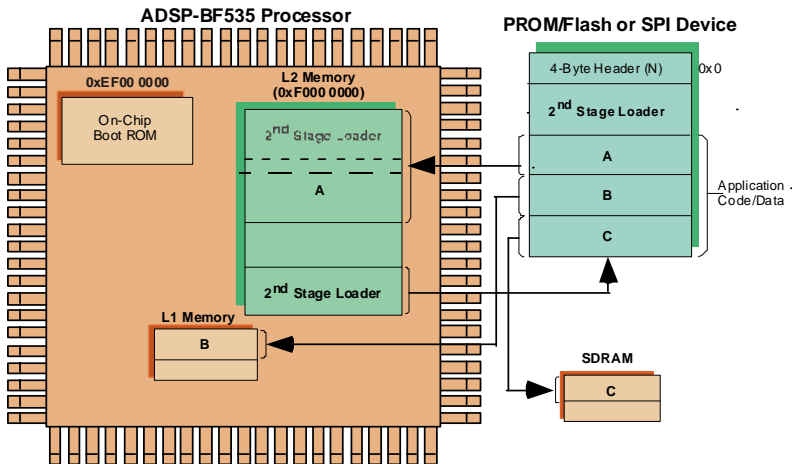 ADSP-BF535 Processor
PROM/Flash or SPI Device
0xEF00 0000
On-Chip
Boot ROM
L2 Memory
(0xF000 0000)
2nd Stage Loader
A
2nd Stage Loader
L1 Memory
B
4-Byte Header (N)
0x0
2nd Stage Loader
A
B
C
Application
Code/Data
SDRAM
C